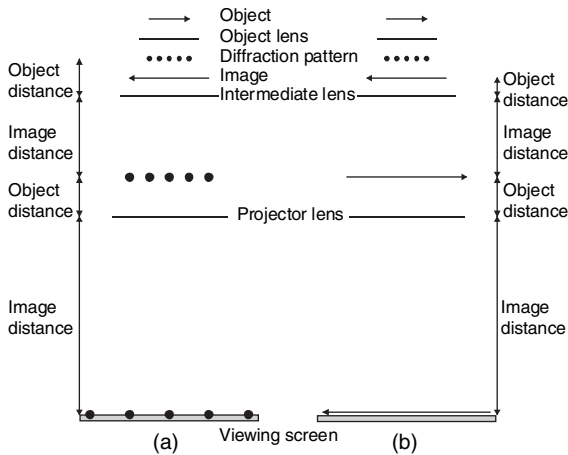 Object
Object lens
Diffraction pattern
Image
Intermediate lens
Object
distance
Image
distance
Object
distance
Image
distance
Object
distance
Image
distance
Object
distance
Image
distance
Projector lens
(a)
Viewing screen
(b)